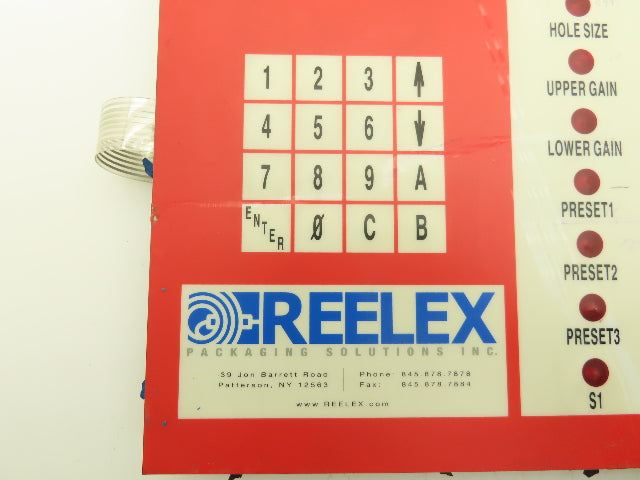 1 2 3
4 5 6
7 8 9 A
ENTER Ø C B
REELEX
PACKAGING SOLUTIONS INC.
39 Jon Barrett Road
Patterson, NY 12563
Phone: 845.878.7878
Fax: 845.878.7884
www.REELEX.com
HOLE SIZE
UPPER GAIN
LOWER GAIN
PRESET1
PRESET2
PRESET3
S1